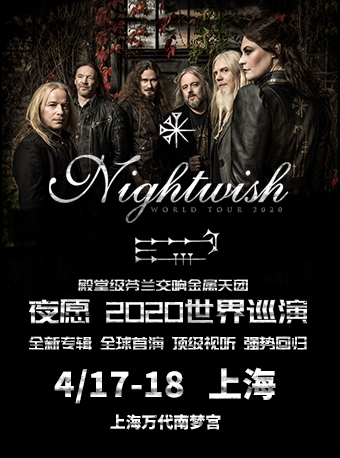 Nightwish
WORLD TOUR 2020
殿堂级芬兰交响金属天团
夜愿 2020世界巡演
全新专辑 全球首演 顶级视听 强势回归
4/17-18 上海
上海万代南梦宫